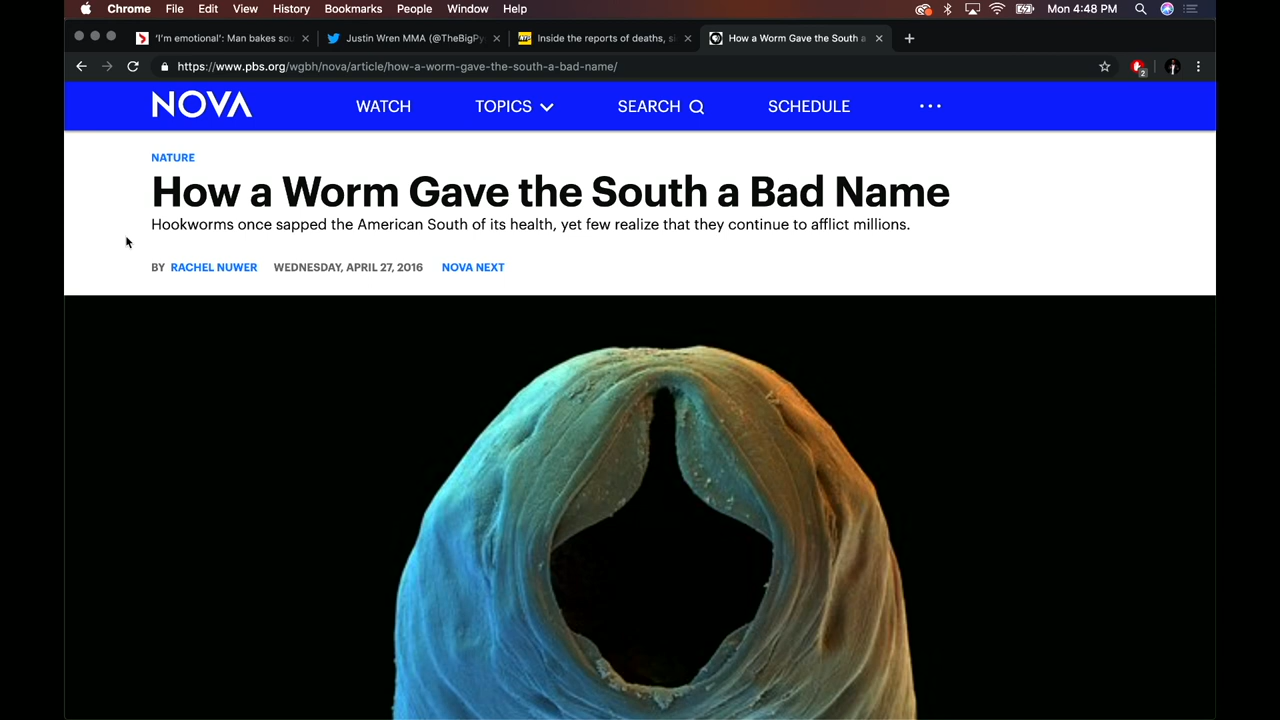 Chrome File Edit View History Bookmarks People Window Help Mon 4:48 PM
'I'm emotional': Man bakes sou Justin Wren MMA (@TheBigPy Inside the reports of deaths, si How a Worm Gave the South a
https://www.pbs.org/wgbh/nova/article/how-a-worm-gave-the-south-a-bad-name/ 2
NOVA WATCH TOPICS SEARCH SCHEDULE
NATURE
How a Worm Gave the South a Bad Name
Hookworms once sapped the American South of its health, yet few realize that they continue to afflict millions.
BY RACHEL NUWER WEDNESDAY, APRIL 27, 2016 NOVA NEXT